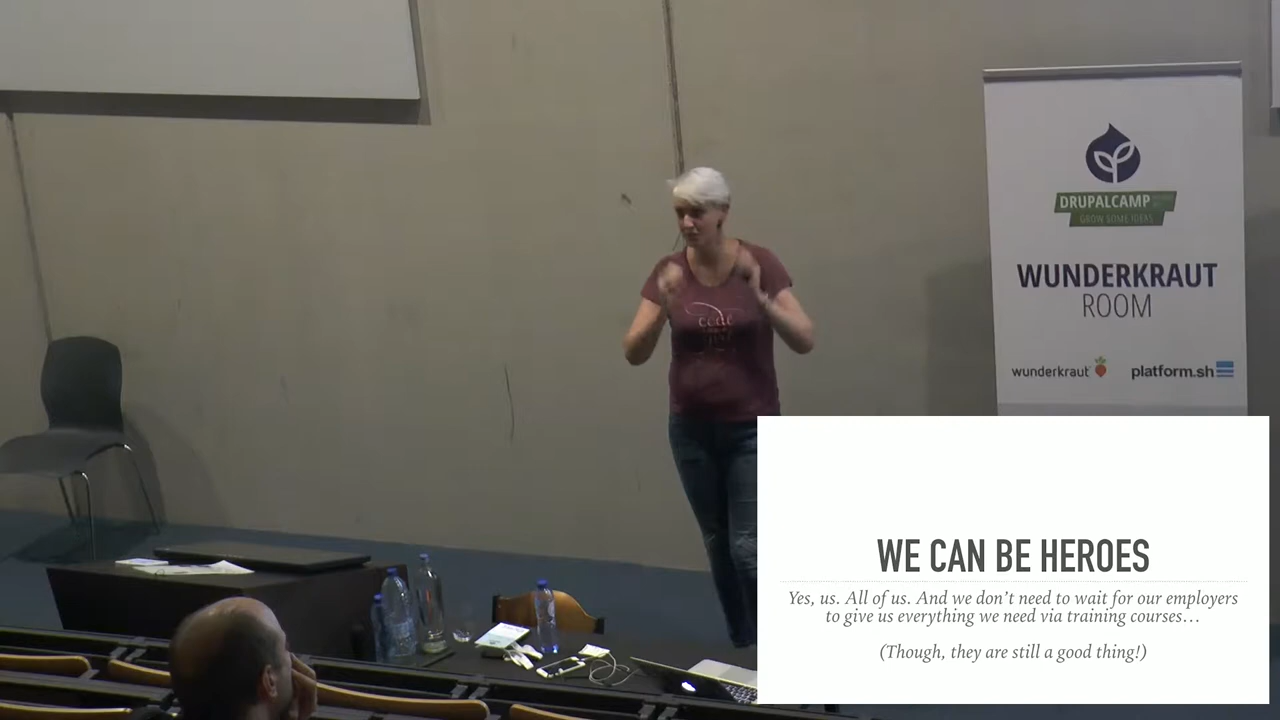 DRUPALCAMP
GROW SOME IDEAS
WUNDERKRAUT
ROOM
wunderkraut
platform.sh
code
WE CAN BE HEROES
Yes, us. All of us. And we don't need to wait for our employers
to give us everything we need via training courses…
(Though, they are still a good thing!)